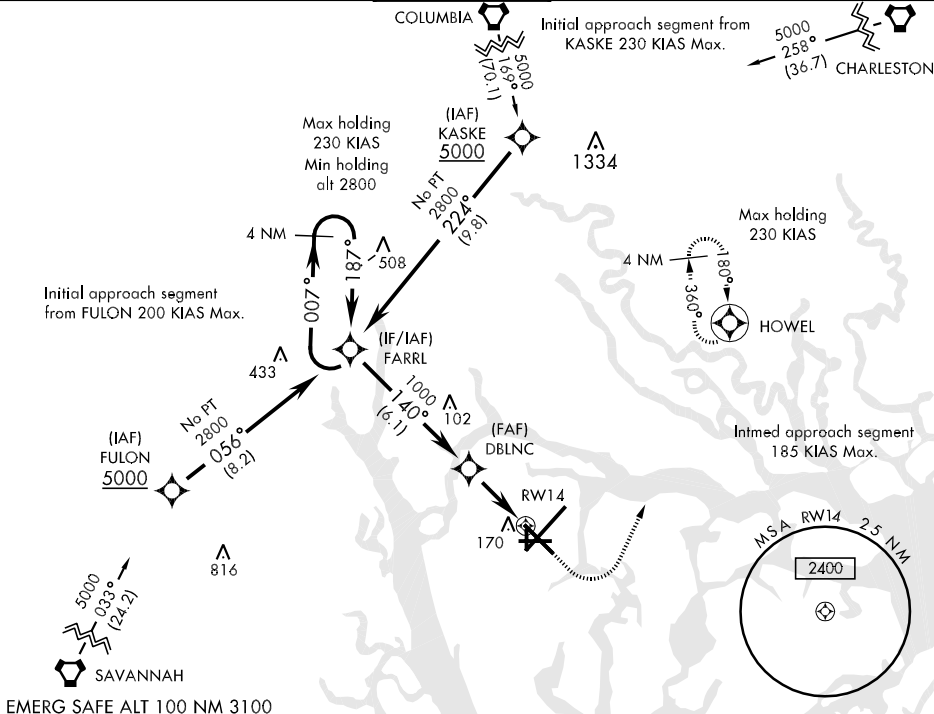 COLUMBIA
5000
169°
(70.1)
Initial approach segment from
KASKE 230 KIAS Max.
5000
258°
(36.7)
CHARLESTON
(IAF)
KASKE
5000
1334
Max holding
230 KIAS
Min holding
alt 2800
No PT
2800
224°
(9.8)
4 NM
187°
007°
508
Max holding
230 KIAS
4 NM
180°
360°
HOWEL
Initial approach segment
from FULON 200 KIAS Max.
(IF/IAF)
FARRL
433
1000
140°
(6.1)
102
No PT
2800
056°
(8.2)
(IAF)
FULON
5000
(FAF)
DBLNC
Intmed approach segment
185 KIAS Max.
RW14
170
816
MSA RW14 25 NM
2400
5000
033°
(24.2)
SAVANNAH
EMERG SAFE ALT 100 NM 3100